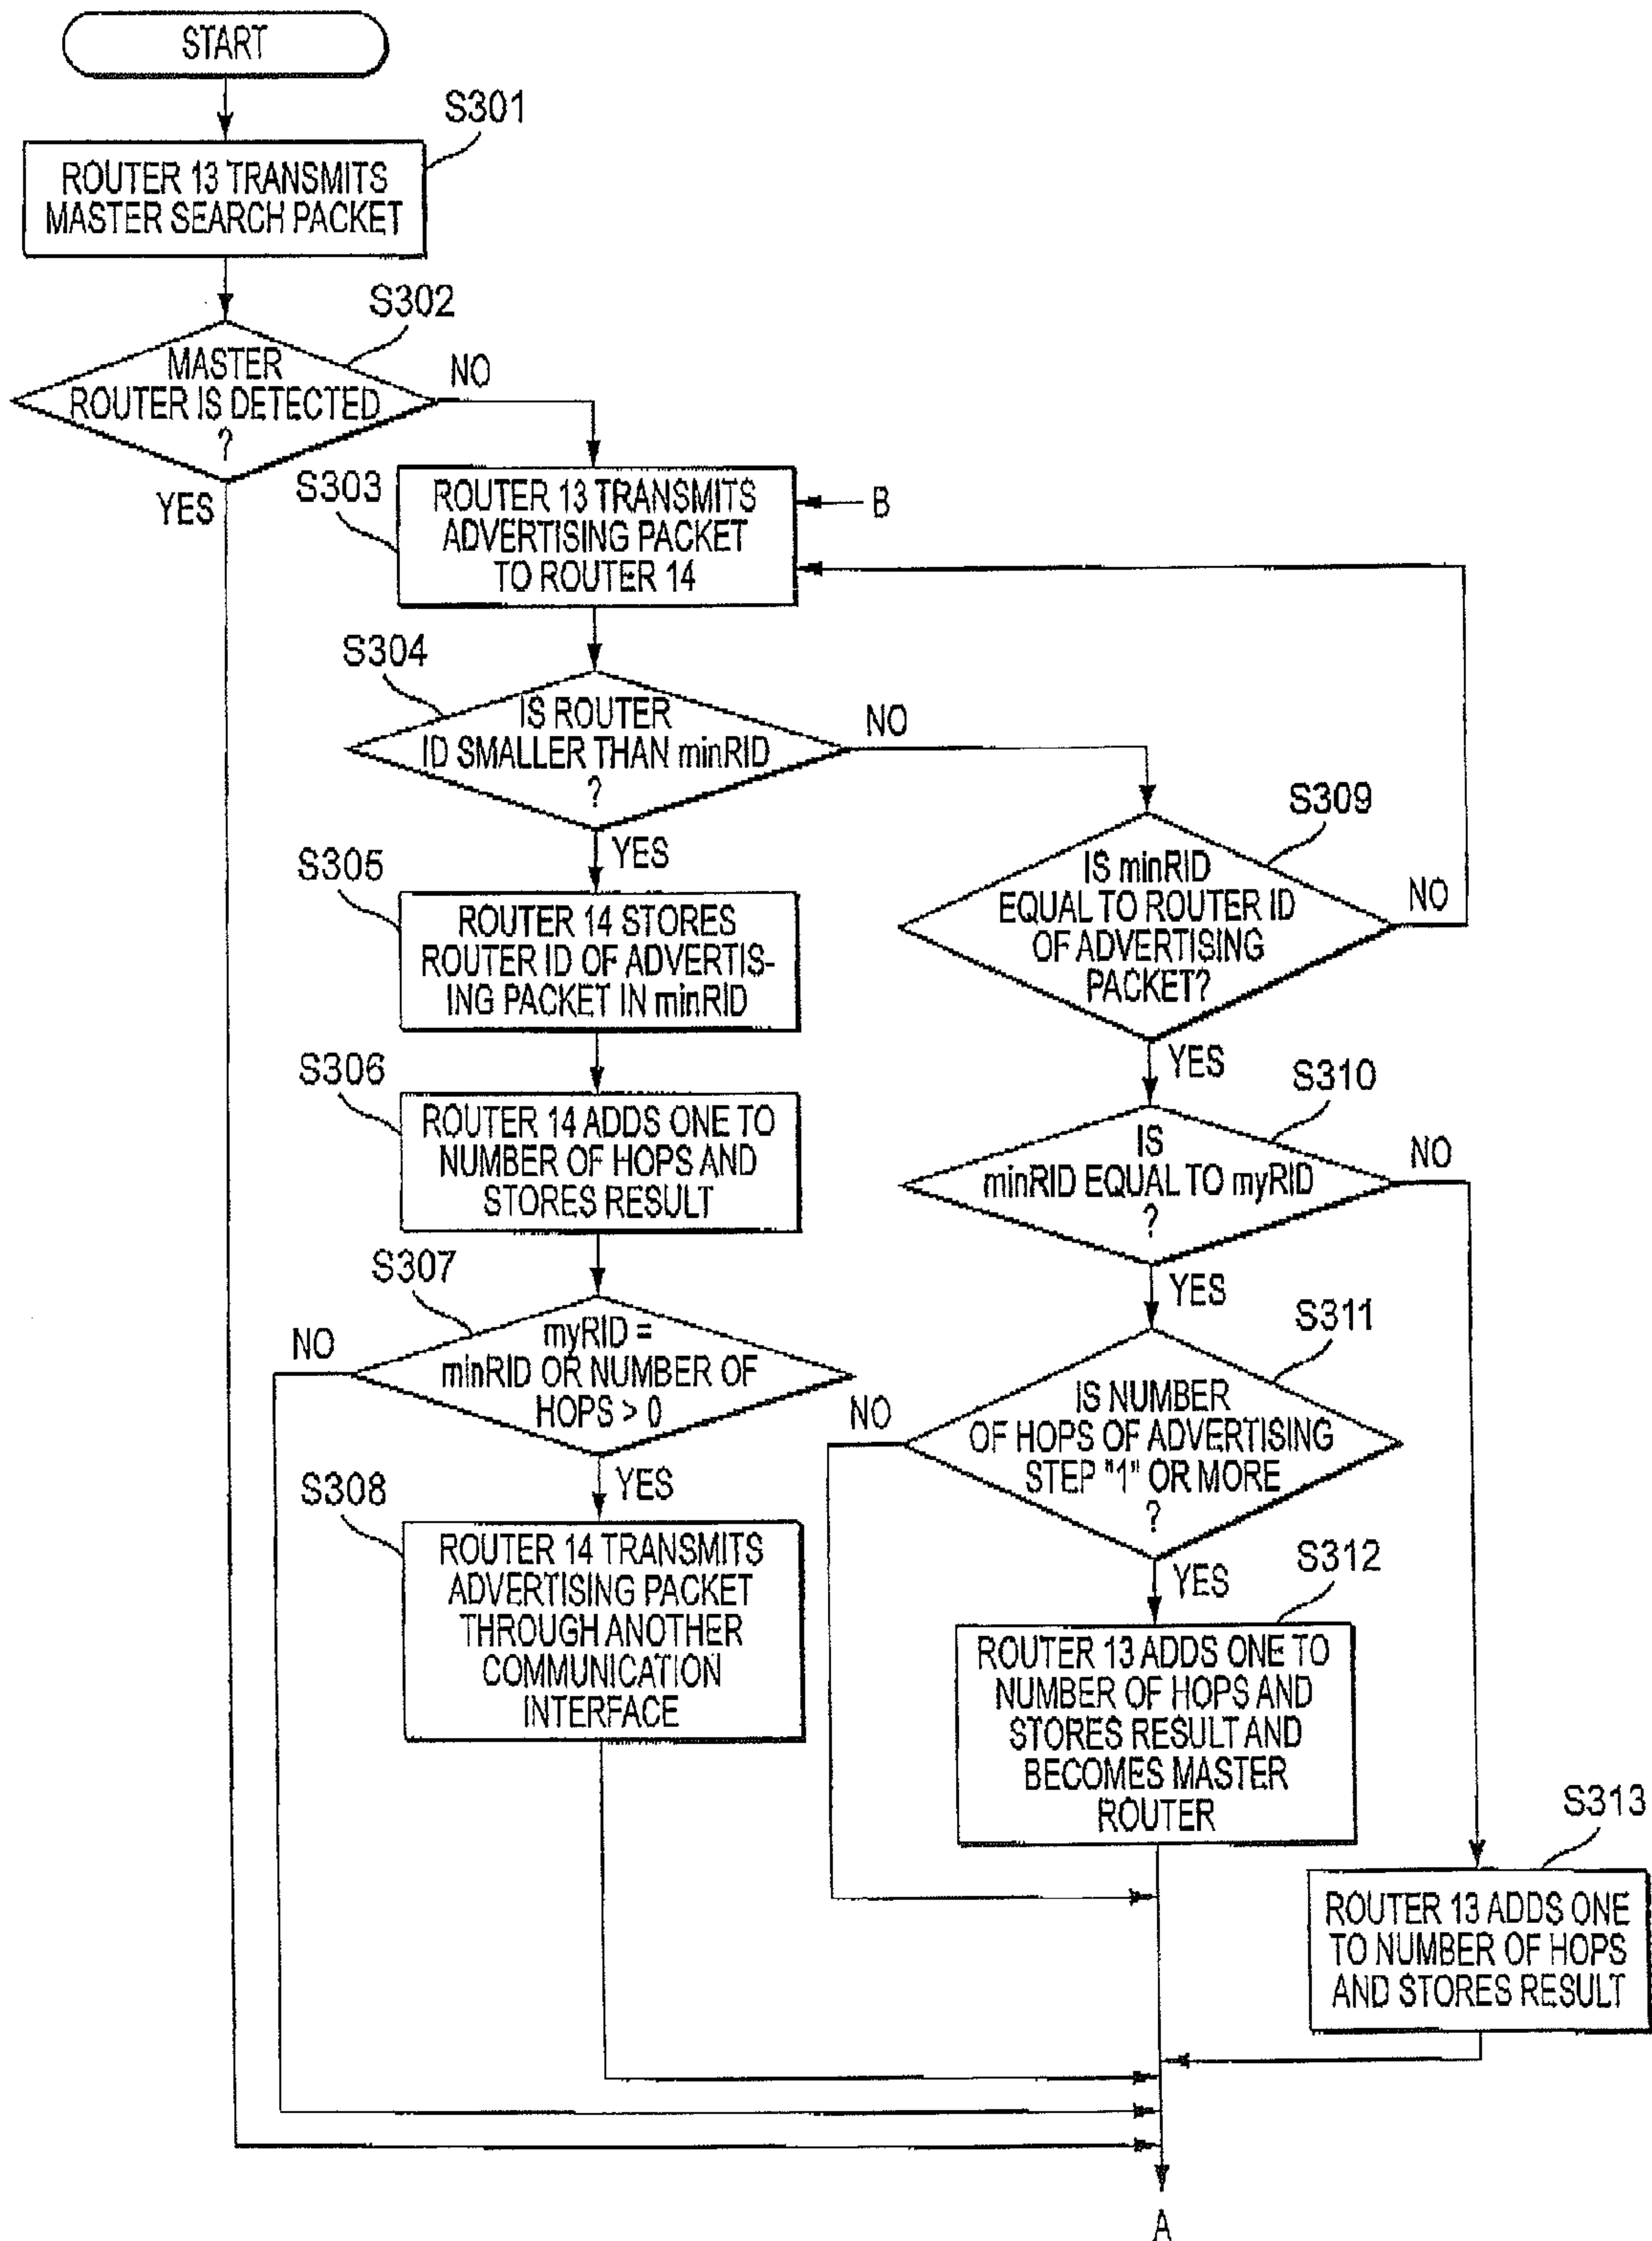 START
S301
ROUTER 13 TRANSMITS
MASTER SEARCH PACKET
S302
MASTER
ROUTER IS DETECTED
?
NO
YES
S303
ROUTER 13 TRANSMITS
ADVERTISING PACKET
TO ROUTER 14
B
S304
IS ROUTER
ID SMALLER THAN minRID
?
NO
YES
S305
ROUTER 14 STORES
ROUTER ID OF ADVERTIS-
ING PACKET IN minRID
S306
ROUTER 14 ADDS ONE TO
NUMBER OF HOPS AND
STORES RESULT
S307
myRID =
minRID OR NUMBER OF
HOPS > 0
NO
YES
S308
ROUTER 14 TRANSMITS
ADVERTISING PACKET
THROUGH ANOTHER
COMMUNICATION
INTERFACE
S309
IS minRID
EQUAL TO ROUTER ID
OF ADVERTISING
PACKET?
NO
YES
S310
IS
minRID EQUAL TO myRID
?
NO
YES
S311
IS NUMBER
OF HOPS OF ADVERTISING
STEP "1" OR MORE
?
NO
YES
S312
ROUTER 13 ADDS ONE TO
NUMBER OF HOPS AND
STORES RESULT AND
BECOMES MASTER
ROUTER
S313
ROUTER 13 ADDS ONE
TO NUMBER OF HOPS
AND STORES RESULT
A